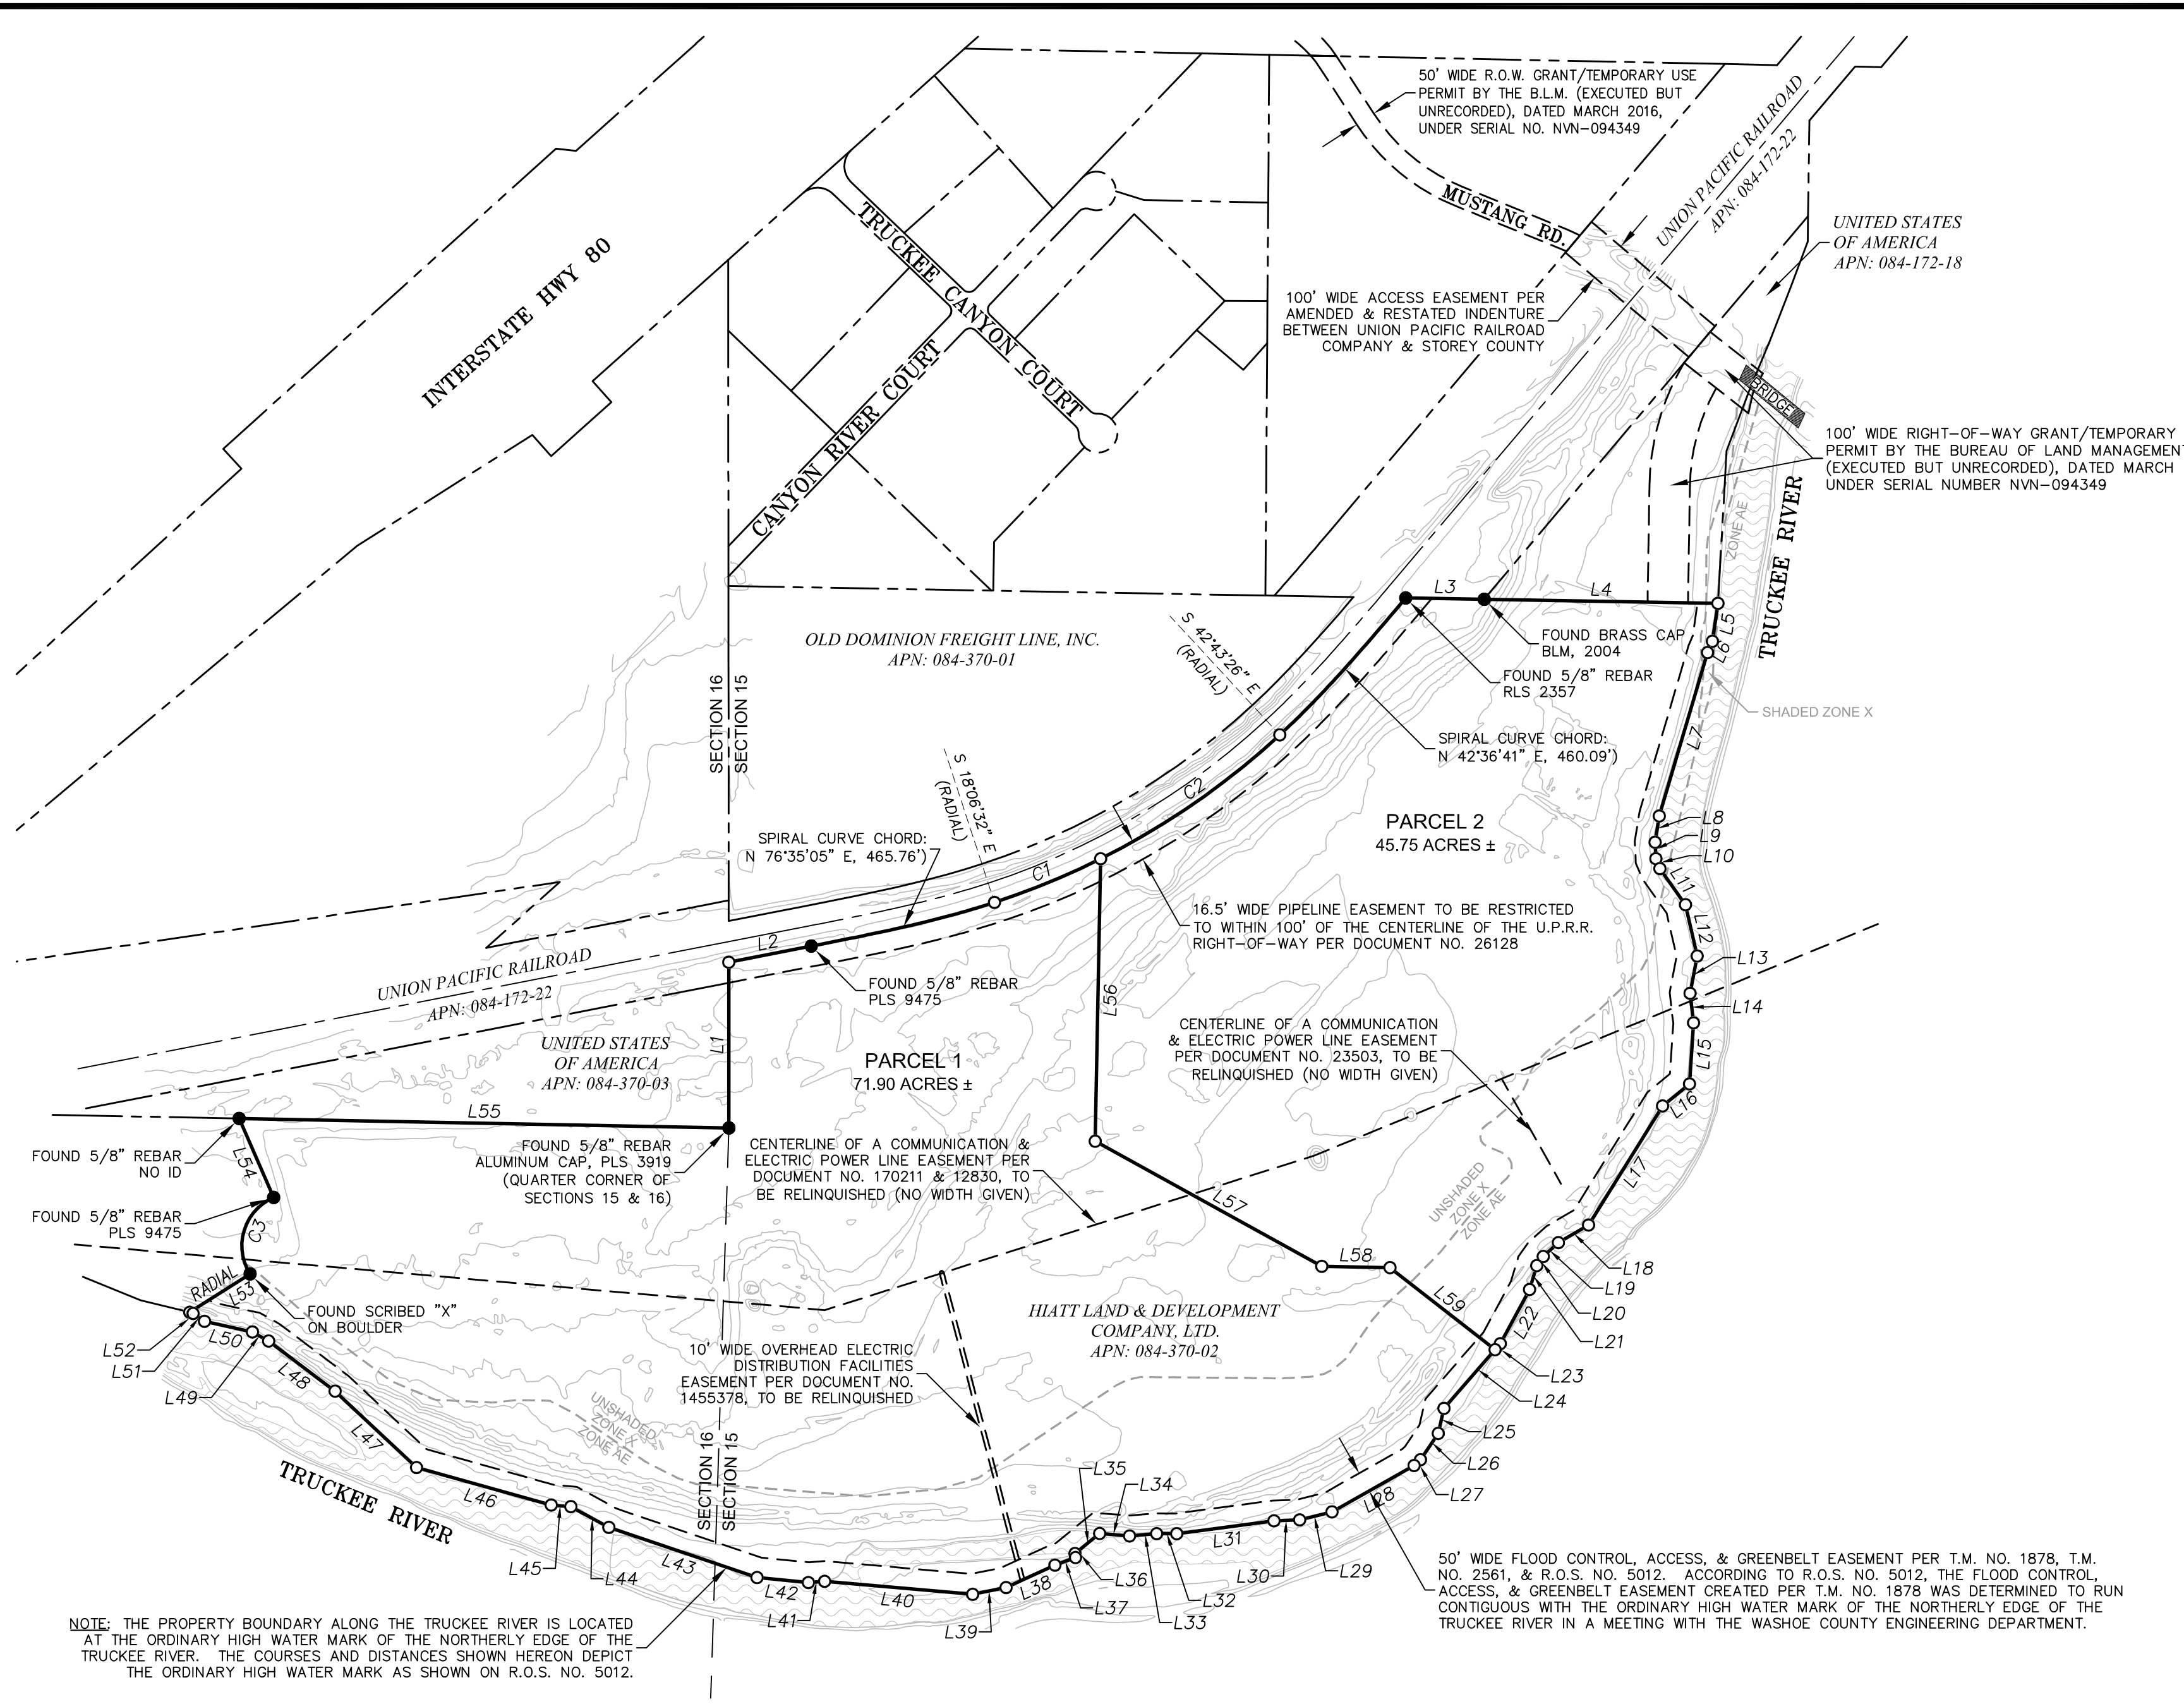 50' WIDE R.O.W. GRANT/TEMPORARY USE
PERMIT BY THE B.L.M. (EXECUTED BUT
UNRECORDED), DATED MARCH 2016,
UNDER SERIAL NO. NVN-094349
UNION PACIFIC RAILROAD
APN: 084-172-22
MUSTANG RD.
UNITED STATES
OF AMERICA
APN: 084-172-18
INTERSTATE HWY 80
TRUCKEE CANYON COURT
CANYON RIVER COURT
100' WIDE ACCESS EASEMENT PER
AMENDED & RESTATED INDENTURE
BETWEEN UNION PACIFIC RAILROAD
COMPANY & STOREY COUNTY
BRIDGE
100' WIDE RIGHT-OF-WAY GRANT/TEMPORARY
PERMIT BY THE BUREAU OF LAND MANAGEMENT
(EXECUTED BUT UNRECORDED), DATED MARCH
UNDER SERIAL NUMBER NVN-094349
ZONE AE
TRUCKEE RIVER
OLD DOMINION FREIGHT LINE, INC.
APN: 084-370-01
SECTION 16
SECTION 15
S 42°43'26" E
(RADIAL)
L3
L4
L5
L6
FOUND BRASS CAP
BLM, 2004
FOUND 5/8" REBAR
RLS 2357
SHADED ZONE X
SPIRAL CURVE CHORD:
N 42°36'41" E, 460.09')
L7
S 18°06'32" E
(RADIAL)
C2
C1
SPIRAL CURVE CHORD:
N 76°35'05" E, 465.76')
PARCEL 2
45.75 ACRES ±
L8
L9
L10
L11
L12
L13
L14
L15
L16
L17
16.5' WIDE PIPELINE EASEMENT TO BE RESTRICTED
TO WITHIN 100' OF THE CENTERLINE OF THE U.P.R.R.
RIGHT-OF-WAY PER DOCUMENT NO. 26128
L2
FOUND 5/8" REBAR
PLS 9475
UNION PACIFIC RAILROAD
APN: 084-172-22
UNITED STATES
OF AMERICA
APN: 084-370-03
L1
L56
PARCEL 1
71.90 ACRES ±
CENTERLINE OF A COMMUNICATION
& ELECTRIC POWER LINE EASEMENT
PER DOCUMENT NO. 23503, TO BE
RELINQUISHED (NO WIDTH GIVEN)
L55
L54
FOUND 5/8" REBAR
NO ID
FOUND 5/8" REBAR
ALUMINUM CAP, PLS 3919
(QUARTER CORNER OF
SECTIONS 15 & 16)
CENTERLINE OF A COMMUNICATION &
ELECTRIC POWER LINE EASEMENT PER
DOCUMENT NO. 170211 & 12830, TO
BE RELINQUISHED (NO WIDTH GIVEN)
UNSHADED
ZONE X
ZONE AE
FOUND 5/8" REBAR
PLS 9475
C3
L57
L58
L59
RADIAL
L53
FOUND SCRIBED "X"
ON BOULDER
HIATT LAND & DEVELOPMENT
COMPANY, LTD.
APN: 084-370-02
10' WIDE OVERHEAD ELECTRIC
DISTRIBUTION FACILITIES
EASEMENT PER DOCUMENT NO.
1455378, TO BE RELINQUISHED
L18
L19
L20
L21
L22
L23
L24
L25
L26
L27
L28
L52
L51
L50
L49
L48
L47
UNSHADED
ZONE X
ZONE AE
SECTION 16
SECTION 15
TRUCKEE RIVER
L46
L45
L44
L43
L42
L41
L40
L39
L38
L37
L36
L35
L34
L33
L32
L31
L30
L29
50' WIDE FLOOD CONTROL, ACCESS, & GREENBELT EASEMENT PER T.M. NO. 1878, T.M.
NO. 2561, & R.O.S. NO. 5012. ACCORDING TO R.O.S. NO. 5012, THE FLOOD CONTROL,
ACCESS, & GREENBELT EASEMENT CREATED PER T.M. NO. 1878 WAS DETERMINED TO RUN
CONTIGUOUS WITH THE ORDINARY HIGH WATER MARK OF THE NORTHERLY EDGE OF THE
TRUCKEE RIVER IN A MEETING WITH THE WASHOE COUNTY ENGINEERING DEPARTMENT.
NOTE: THE PROPERTY BOUNDARY ALONG THE TRUCKEE RIVER IS LOCATED
AT THE ORDINARY HIGH WATER MARK OF THE NORTHERLY EDGE OF THE
TRUCKEE RIVER. THE COURSES AND DISTANCES SHOWN HEREON DEPICT
THE ORDINARY HIGH WATER MARK AS SHOWN ON R.O.S. NO. 5012.